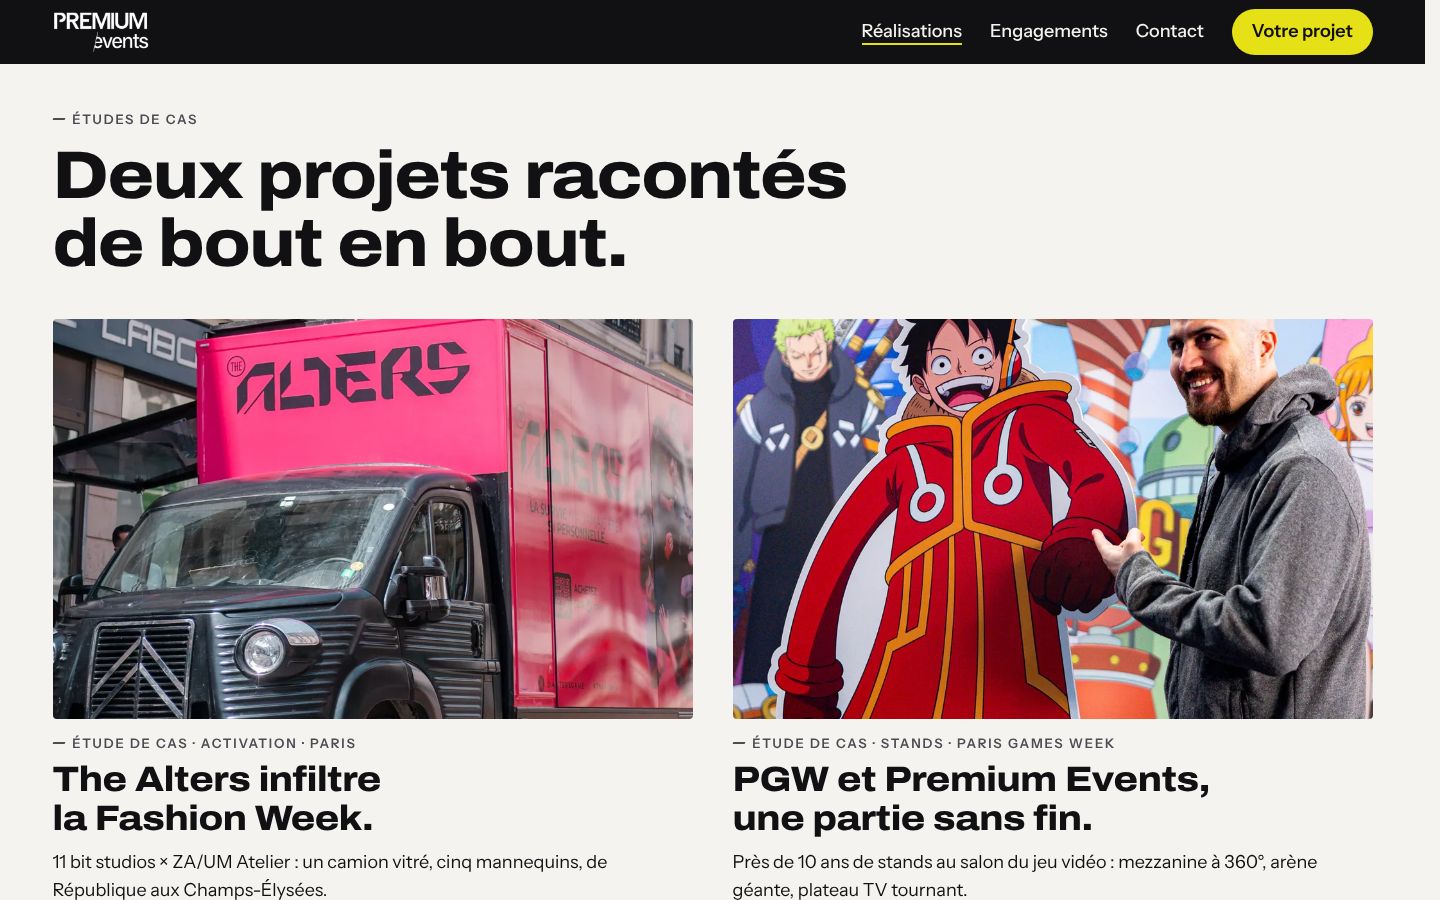 PREMIUM
events
Réalisations
Engagements
Contact
Votre projet
— ÉTUDES DE CAS
Deux projets racontés
de bout en bout.
LABO
THE
ALTERS
— ÉTUDE DE CAS · ACTIVATION · PARIS
The Alters infiltre
la Fashion Week.
11 bit studios × ZA/UM Atelier : un camion vitré, cinq mannequins, de
République aux Champs-Élysées.
— ÉTUDE DE CAS · STANDS · PARIS GAMES WEEK
PGW et Premium Events,
une partie sans fin.
Près de 10 ans de stands au salon du jeu vidéo : mezzanine à 360°, arène
géante, plateau TV tournant.